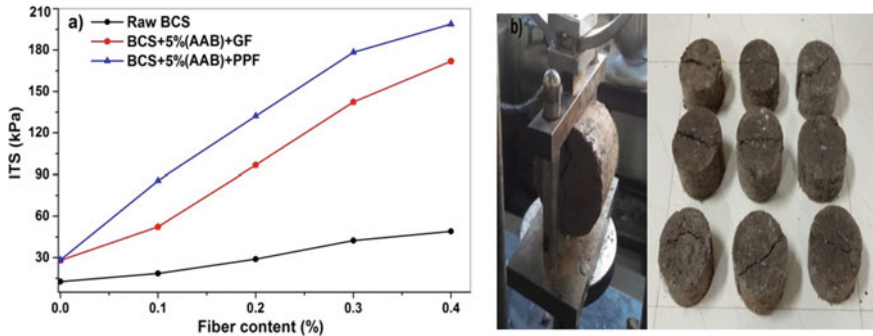 a)
Raw BCS
BCS+5%(AAB)+GF
BCS+5%(AAB)+PPF
210
180
150
120
90
60
30
ITS (kPa)
0.0 0.1 0.2 0.3 0.4
Fiber content (%)
b)